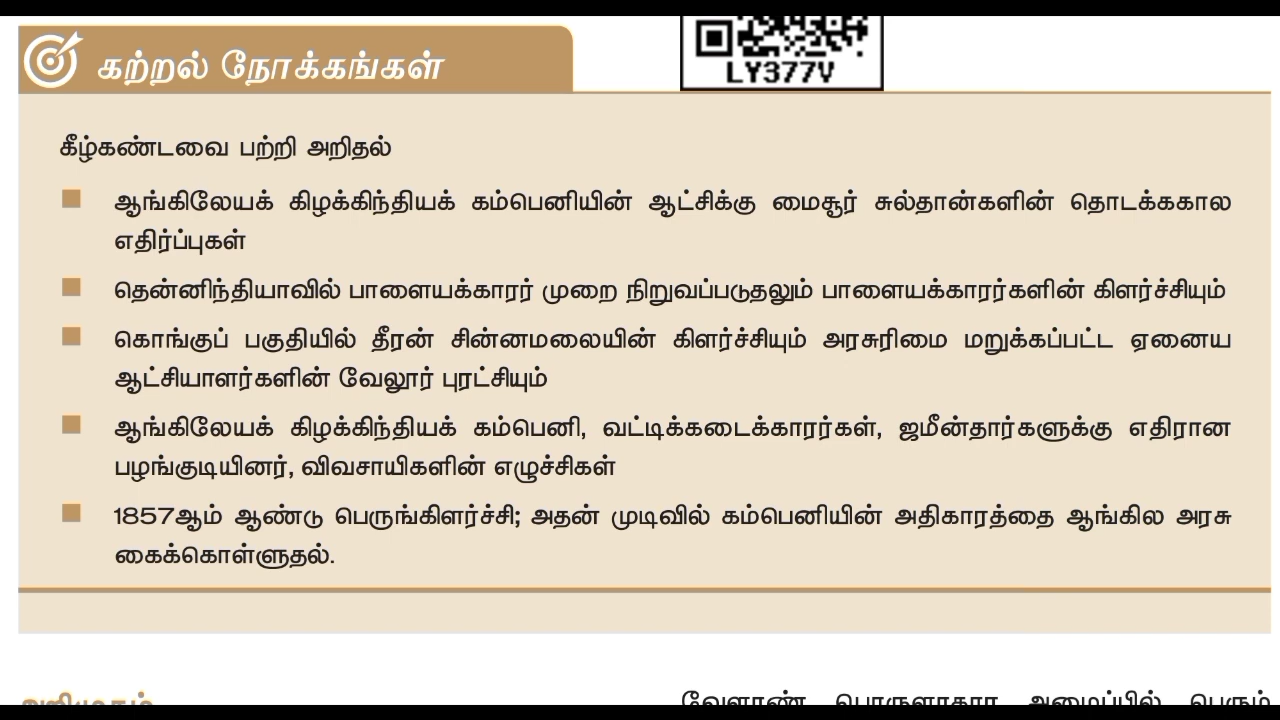 கற்றல் நோக்கங்கள்
LY377V
கீழ்கண்டவை பற்றி அறிதல்
ஆங்கிலேயக் கிழக்கிந்தியக் கம்பெனியின் ஆட்சிக்கு மைசூர் சுல்தான்களின் தொடக்ககால
எதிர்ப்புகள்
தென்னிந்தியாவில் பாளையக்காரர் முறை நிறுவப்படுதலும் பாளையக்காரர்களின் கிளர்ச்சியும்
கொங்குப் பகுதியில் தீரன் சின்னமலையின் கிளர்ச்சியும் அரசுரிமை மறுக்கப்பட்ட ஏனைய
ஆட்சியாளர்களின் வேலூர் புரட்சியும்
ஆங்கிலேயக் கிழக்கிந்தியக் கம்பெனி, வட்டிக்கடைக்காரர்கள், ஜமீன்தார்களுக்கு எதிரான
பழங்குடியினர், விவசாயிகளின் எழுச்சிகள்
1857ஆம் ஆண்டு பெருங்கிளர்ச்சி; அதன் முடிவில் கம்பெனியின் அதிகாரத்தை ஆங்கில அரசு
கைக்கொள்ளுதல்.
அறிமுகம்
வேளாண் பொருளாதார அமைப்பில் பெரும்